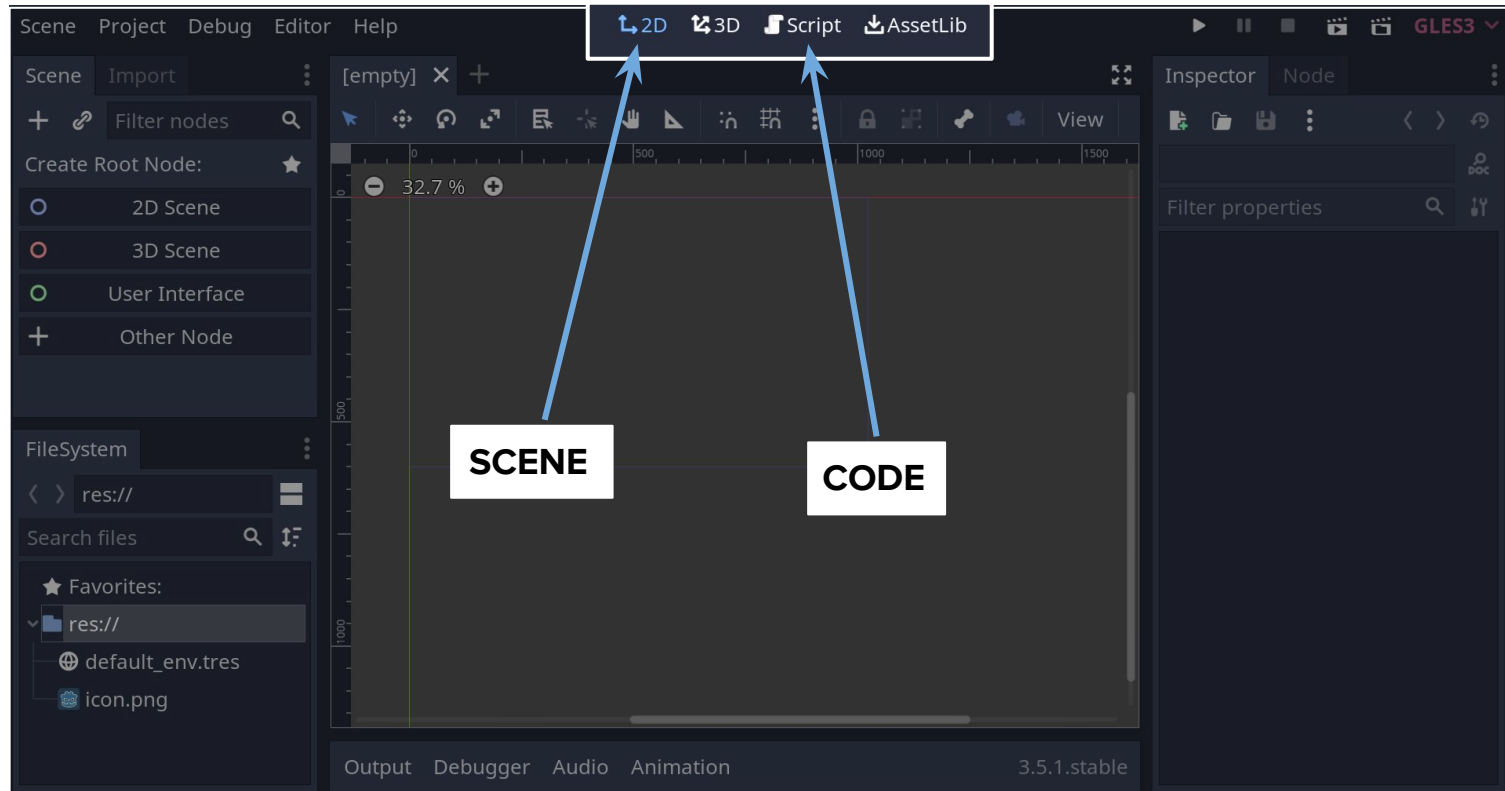 Scene Project Debug Editor Help
2D 3D Script AssetLib
GLES3
Scene Import
Filter nodes
Create Root Node:
2D Scene
3D Scene
User Interface
Other Node
FileSystem
res://
Search files
Favorites:
res://
default_env.tres
icon.png
[empty]
View
0 500 1000 1500
32.7 %
0
500
1000
SCENE
CODE
Output Debugger Audio Animation 3.5.1.stable
Inspector Node
DOC
Filter properties